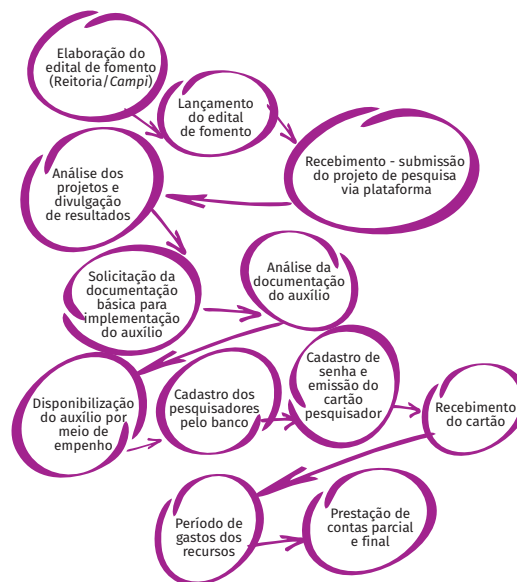 Elaboração do
edital de fomento
(Reitoria/Campi)
Lançamento
do edital
de fomento
Recebimento - submissão
do projeto de pesquisa
via plataforma
Análise dos
projetos e
divulgação
de resultados
Solicitação da
documentação
básica para
implementação
do auxílio
Análise da
documentação
do auxílio
Disponibilização
do auxílio por
meio de
empenho
Cadastro dos
pesquisadores
pelo banco
Cadastro de
senha e
emissão do
cartão
pesquisador
Recebimento
do cartão
Período de
gastos dos
recursos
Prestação de
contas parcial
e final